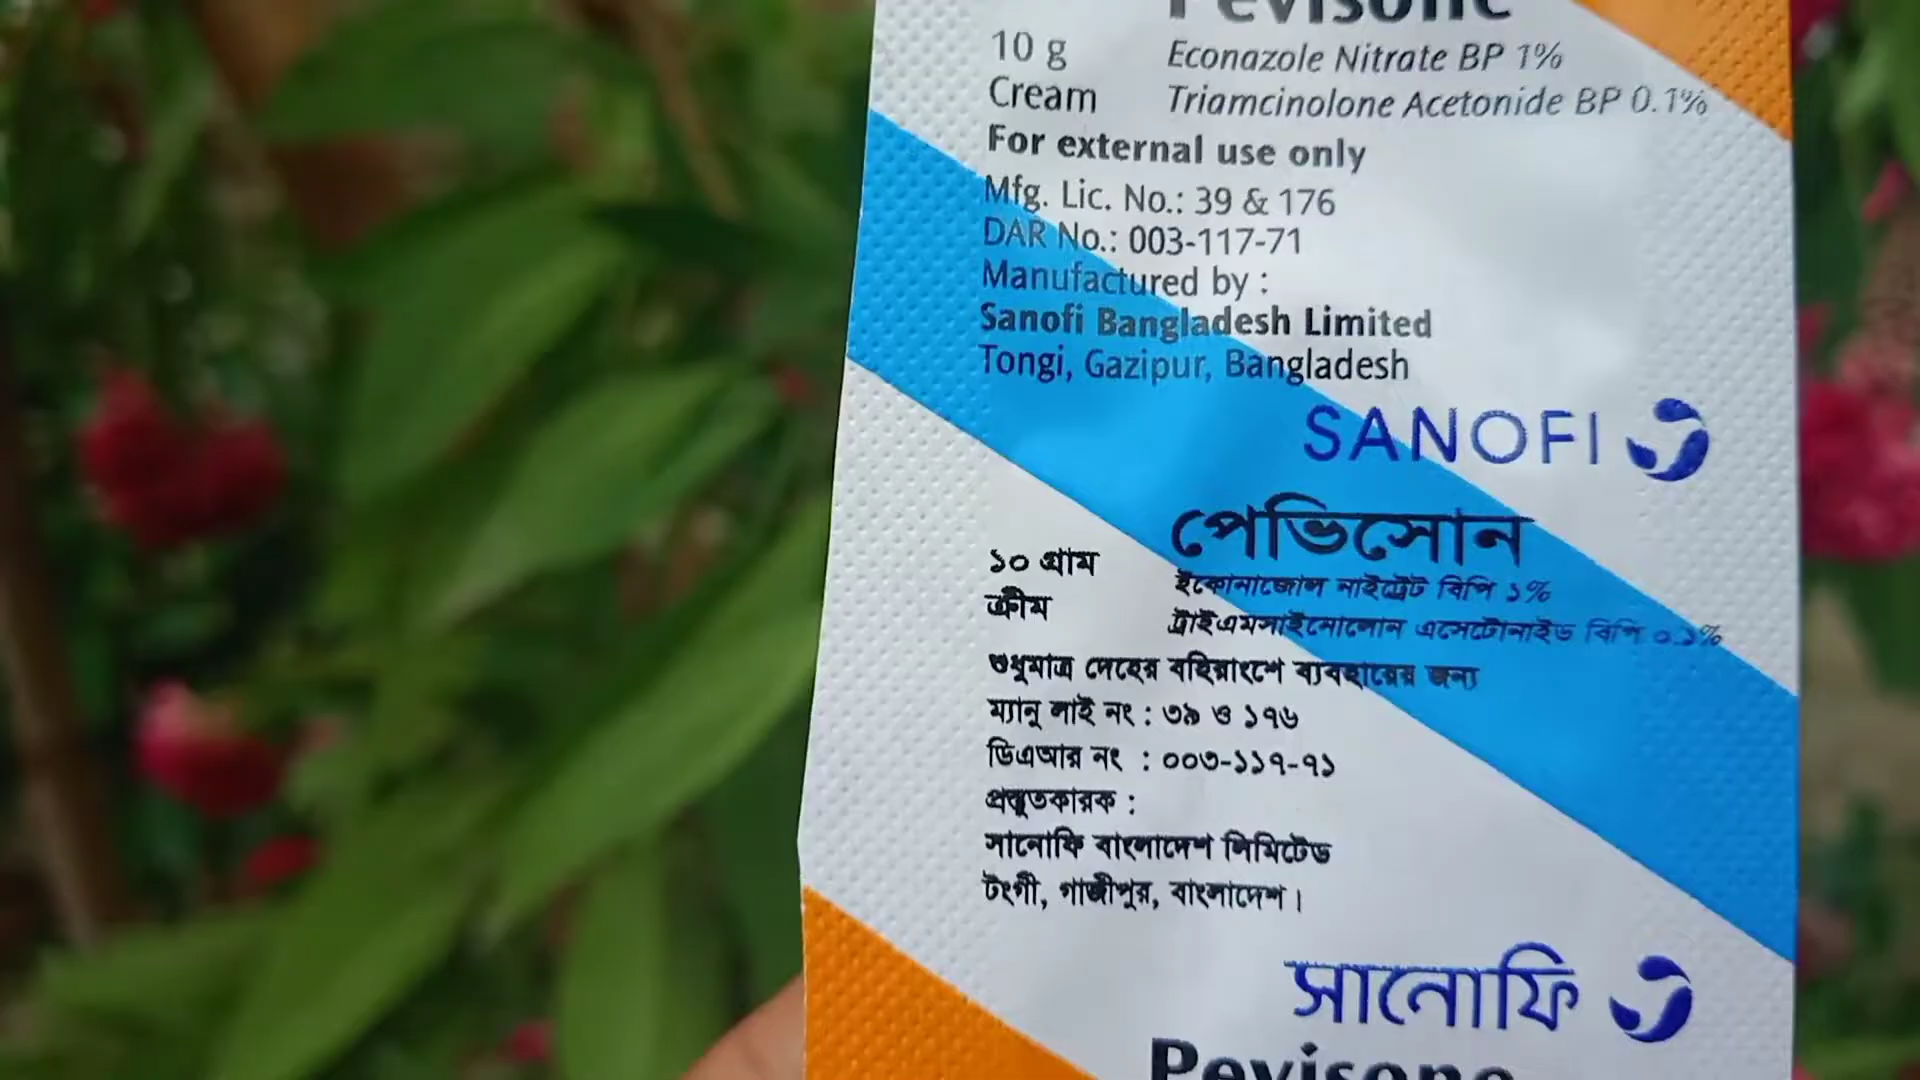 Pevisone
10 g
Econazole Nitrate BP 1%
Cream
Triamcinolone Acetonide BP 0.1%
For external use only
Mfg. Lic. No.: 39 & 176
DAR No.: 003-117-71
Manufactured by :
Sanofi Bangladesh Limited
Tongi, Gazipur, Bangladesh
SANOFI
পেভিসোন
১০ গ্রাম
ইকোনাজোল নাইট্রেট বিপি ১%
ক্রীম
ট্রাইএমসাইনোলোন এসেটোনাইড বিপি ০.১%
শুধুমাত্র দেহের বহিরাংশে ব্যবহারের জন্য
ম্যানু লাই নং : ৩৯ ও ১৭৬
ডিএআর নং : ০০৩-১১৭-৭১
প্রস্তুতকারক :
সানোফি বাংলাদেশ লিমিটেড
টংগী, গাজীপুর, বাংলাদেশ।
সানোফি
Pevisone